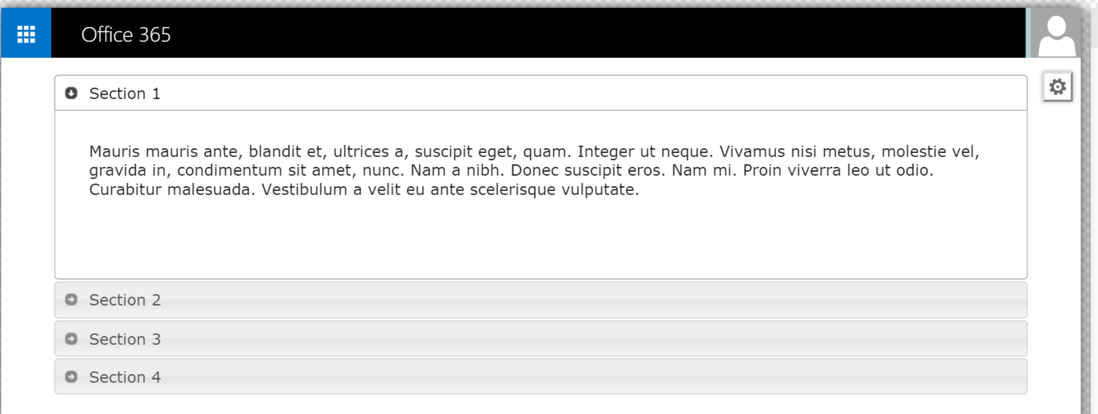 Office 365
Section 1
Mauris mauris ante, blandit et, ultrices a, suscipit eget, quam. Integer ut neque. Vivamus nisi metus, molestie vel,
gravida in, condimentum sit amet, nunc. Nam a nibh. Donec suscipit eros. Nam mi. Proin viverra leo ut odio.
Curabitur malesuada. Vestibulum a velit eu ante scelerisque vulputate.
Section 2
Section 3
Section 4